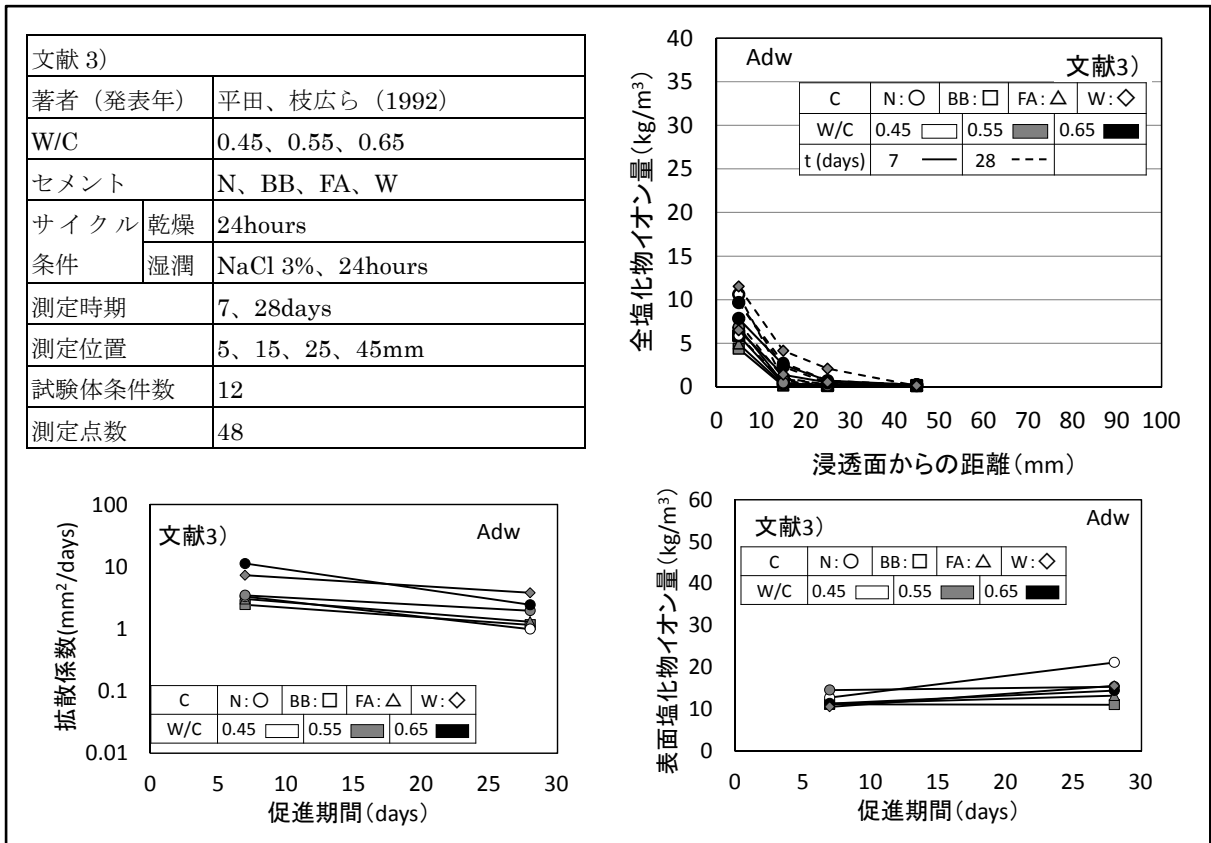 文献 3)
著者（発表年） 平田、枝広ら（1992）
W/C 0.45、0.55、0.65
セメント N、BB、FA、W
サイクル条件 乾燥 24hours
湿潤 NaCl 3%、24hours
測定時期 7、28days
測定位置 5、15、25、45mm
試験体条件数 12
測定点数 48
Adw
文献3）
C N:○ BB:□ FA:△ W:◇
W/C 0.45 0.55 0.65
t (days) 7 28
全塩化物イオン量（kg/m³）
40
35
30
25
20
15
10
5
0
0 10 20 30 40 50 60 70 80 90 100
浸透面からの距離（mm）
文献3）
Adw
拡散係数(mm²/days)
100
10
1
0.1
0.01
C N:○ BB:□ FA:△ W:◇
W/C 0.45 0.55 0.65
0 5 10 15 20 25 30
促進期間（days）
文献3）
Adw
表面塩化物イオン量（kg/m³）
60
50
40
30
20
10
0
C N:○ BB:□ FA:△ W:◇
W/C 0.45 0.55 0.65
0 5 10 15 20 25 30
促進期間（days）